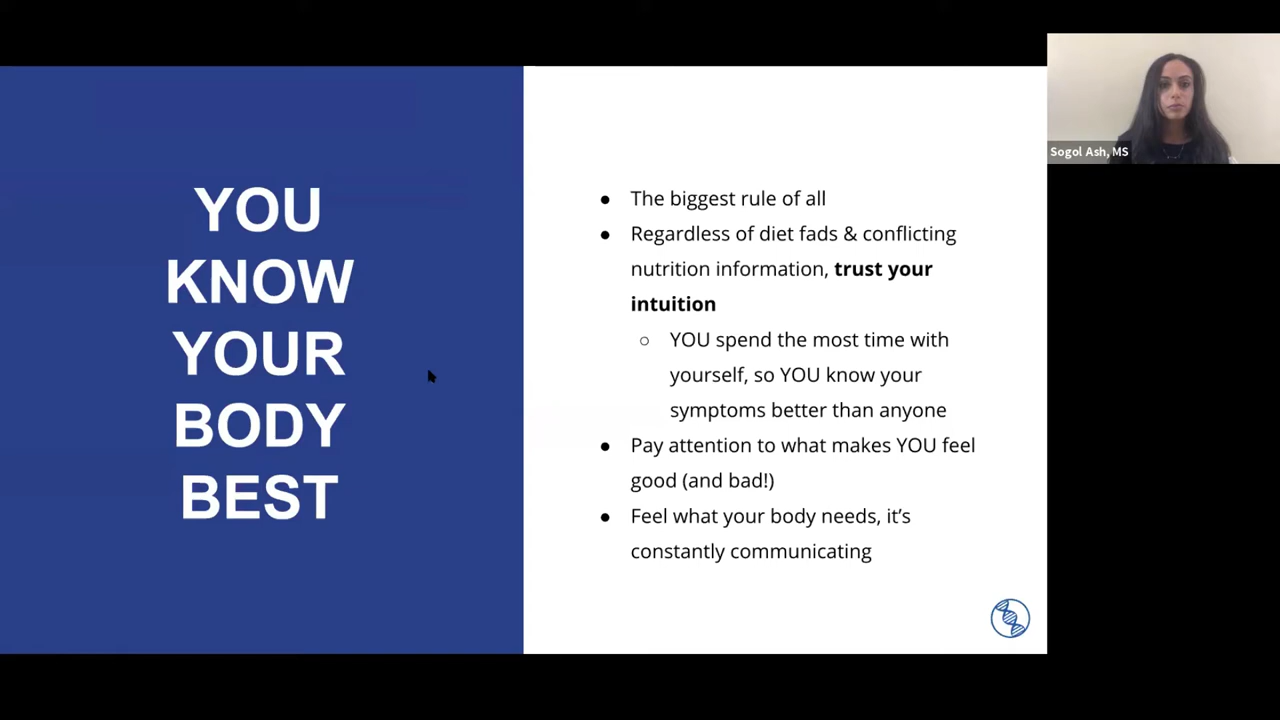 YOU
KNOW
YOUR
BODY
BEST
● The biggest rule of all
● Regardless of diet fads & conflicting
nutrition information, trust your
intuition
○ YOU spend the most time with
yourself, so YOU know your
symptoms better than anyone
● Pay attention to what makes YOU feel
good (and bad!)
● Feel what your body needs, it’s
constantly communicating
Sogol Ash, MS